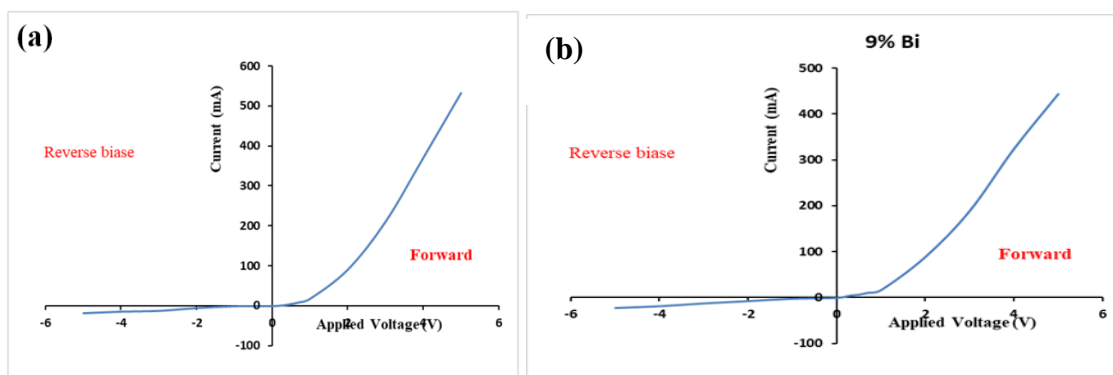 (a)
600
500
400
300
200
100
0
-100
-6
-4
-2
0
2
4
6
Current (mA)
Applied Voltage(V)
Reverse biase
Forward
(b)
9% Bi
500
400
300
200
100
0
-100
-6
-4
-2
0
2
4
6
Current (mA)
Applied Voltage (V)
Reverse biase
Forward